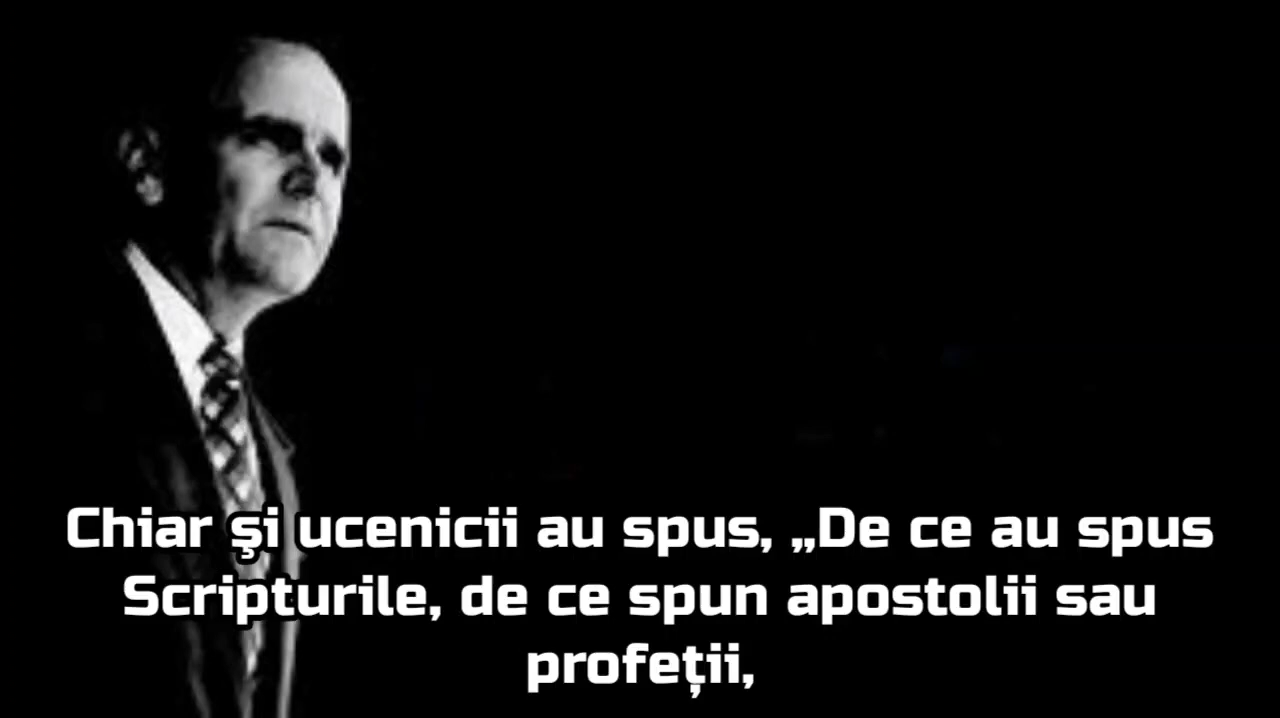 Chiar şi ucenicii au spus, „De ce au spus
Scripturile, de ce spun apostolii sau
profeții,